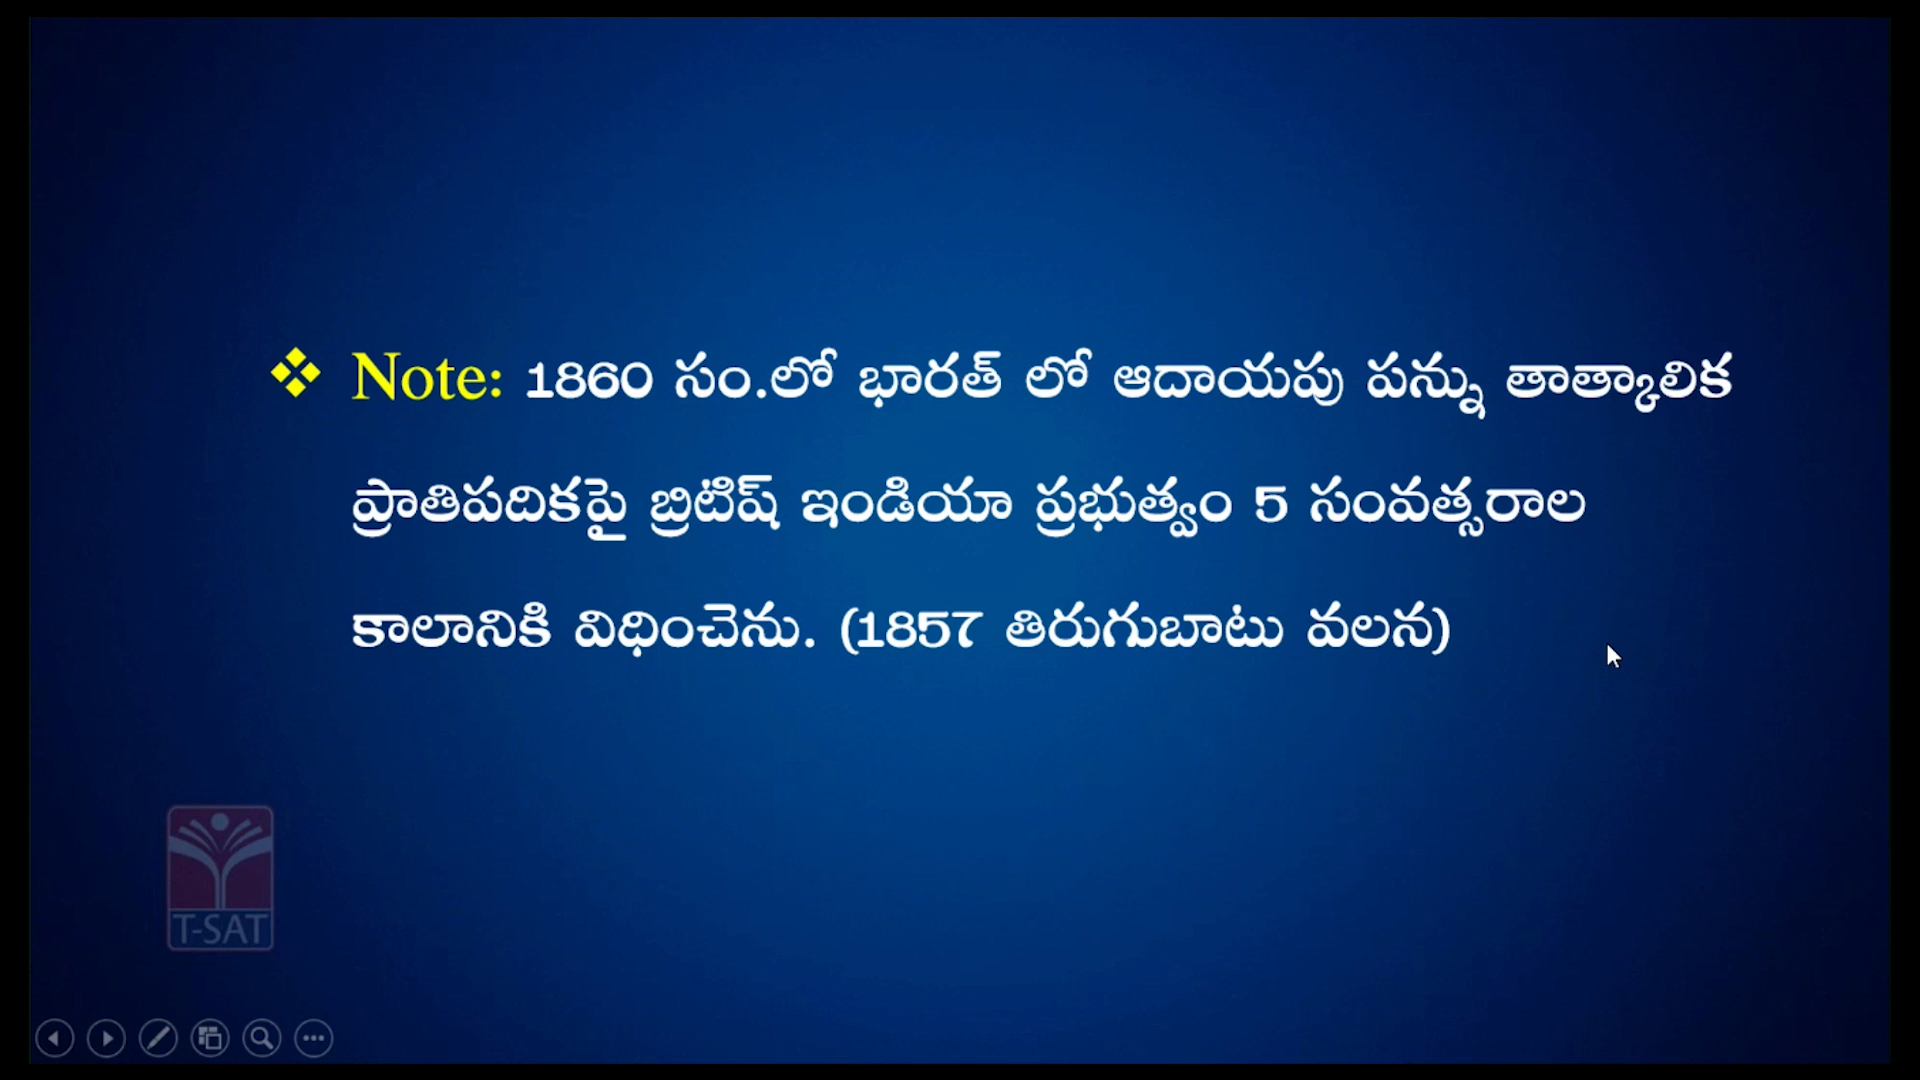 ❖ Note: 1860 సం.లో భారత్ లో ఆదాయపు పన్ను తాత్కాలిక
ప్రాతిపదికపై బ్రిటిష్ ఇండియా ప్రభుత్వం 5 సంవత్సరాల
కాలానికి విధించెను. (1857 తిరుగుబాటు వలన)
T-SAT